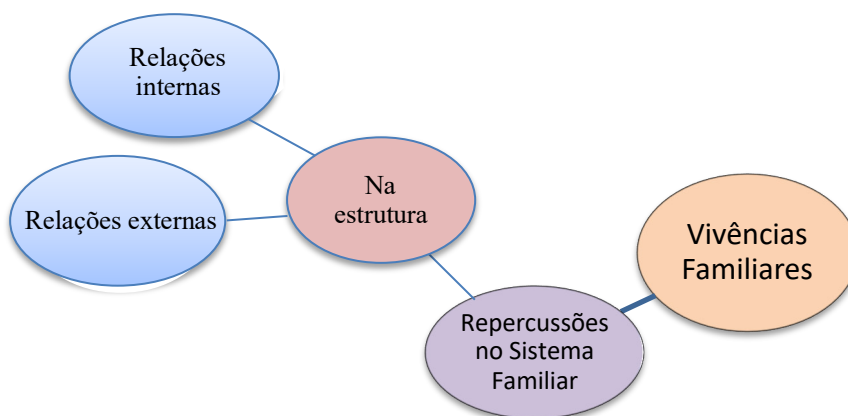 Relações
internas
Relações externas
Na
estrutura
Vivências
Familiares
Repercussões
no Sistema
Familiar